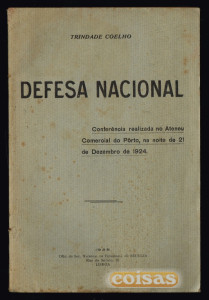 TRINDADE COELHO
DEFESA NACIONAL
Conferência realizada no Ateneu
Comercial do Pôrto, na noite de 21
de Dezembro de 1924.
LISBOA
coisas